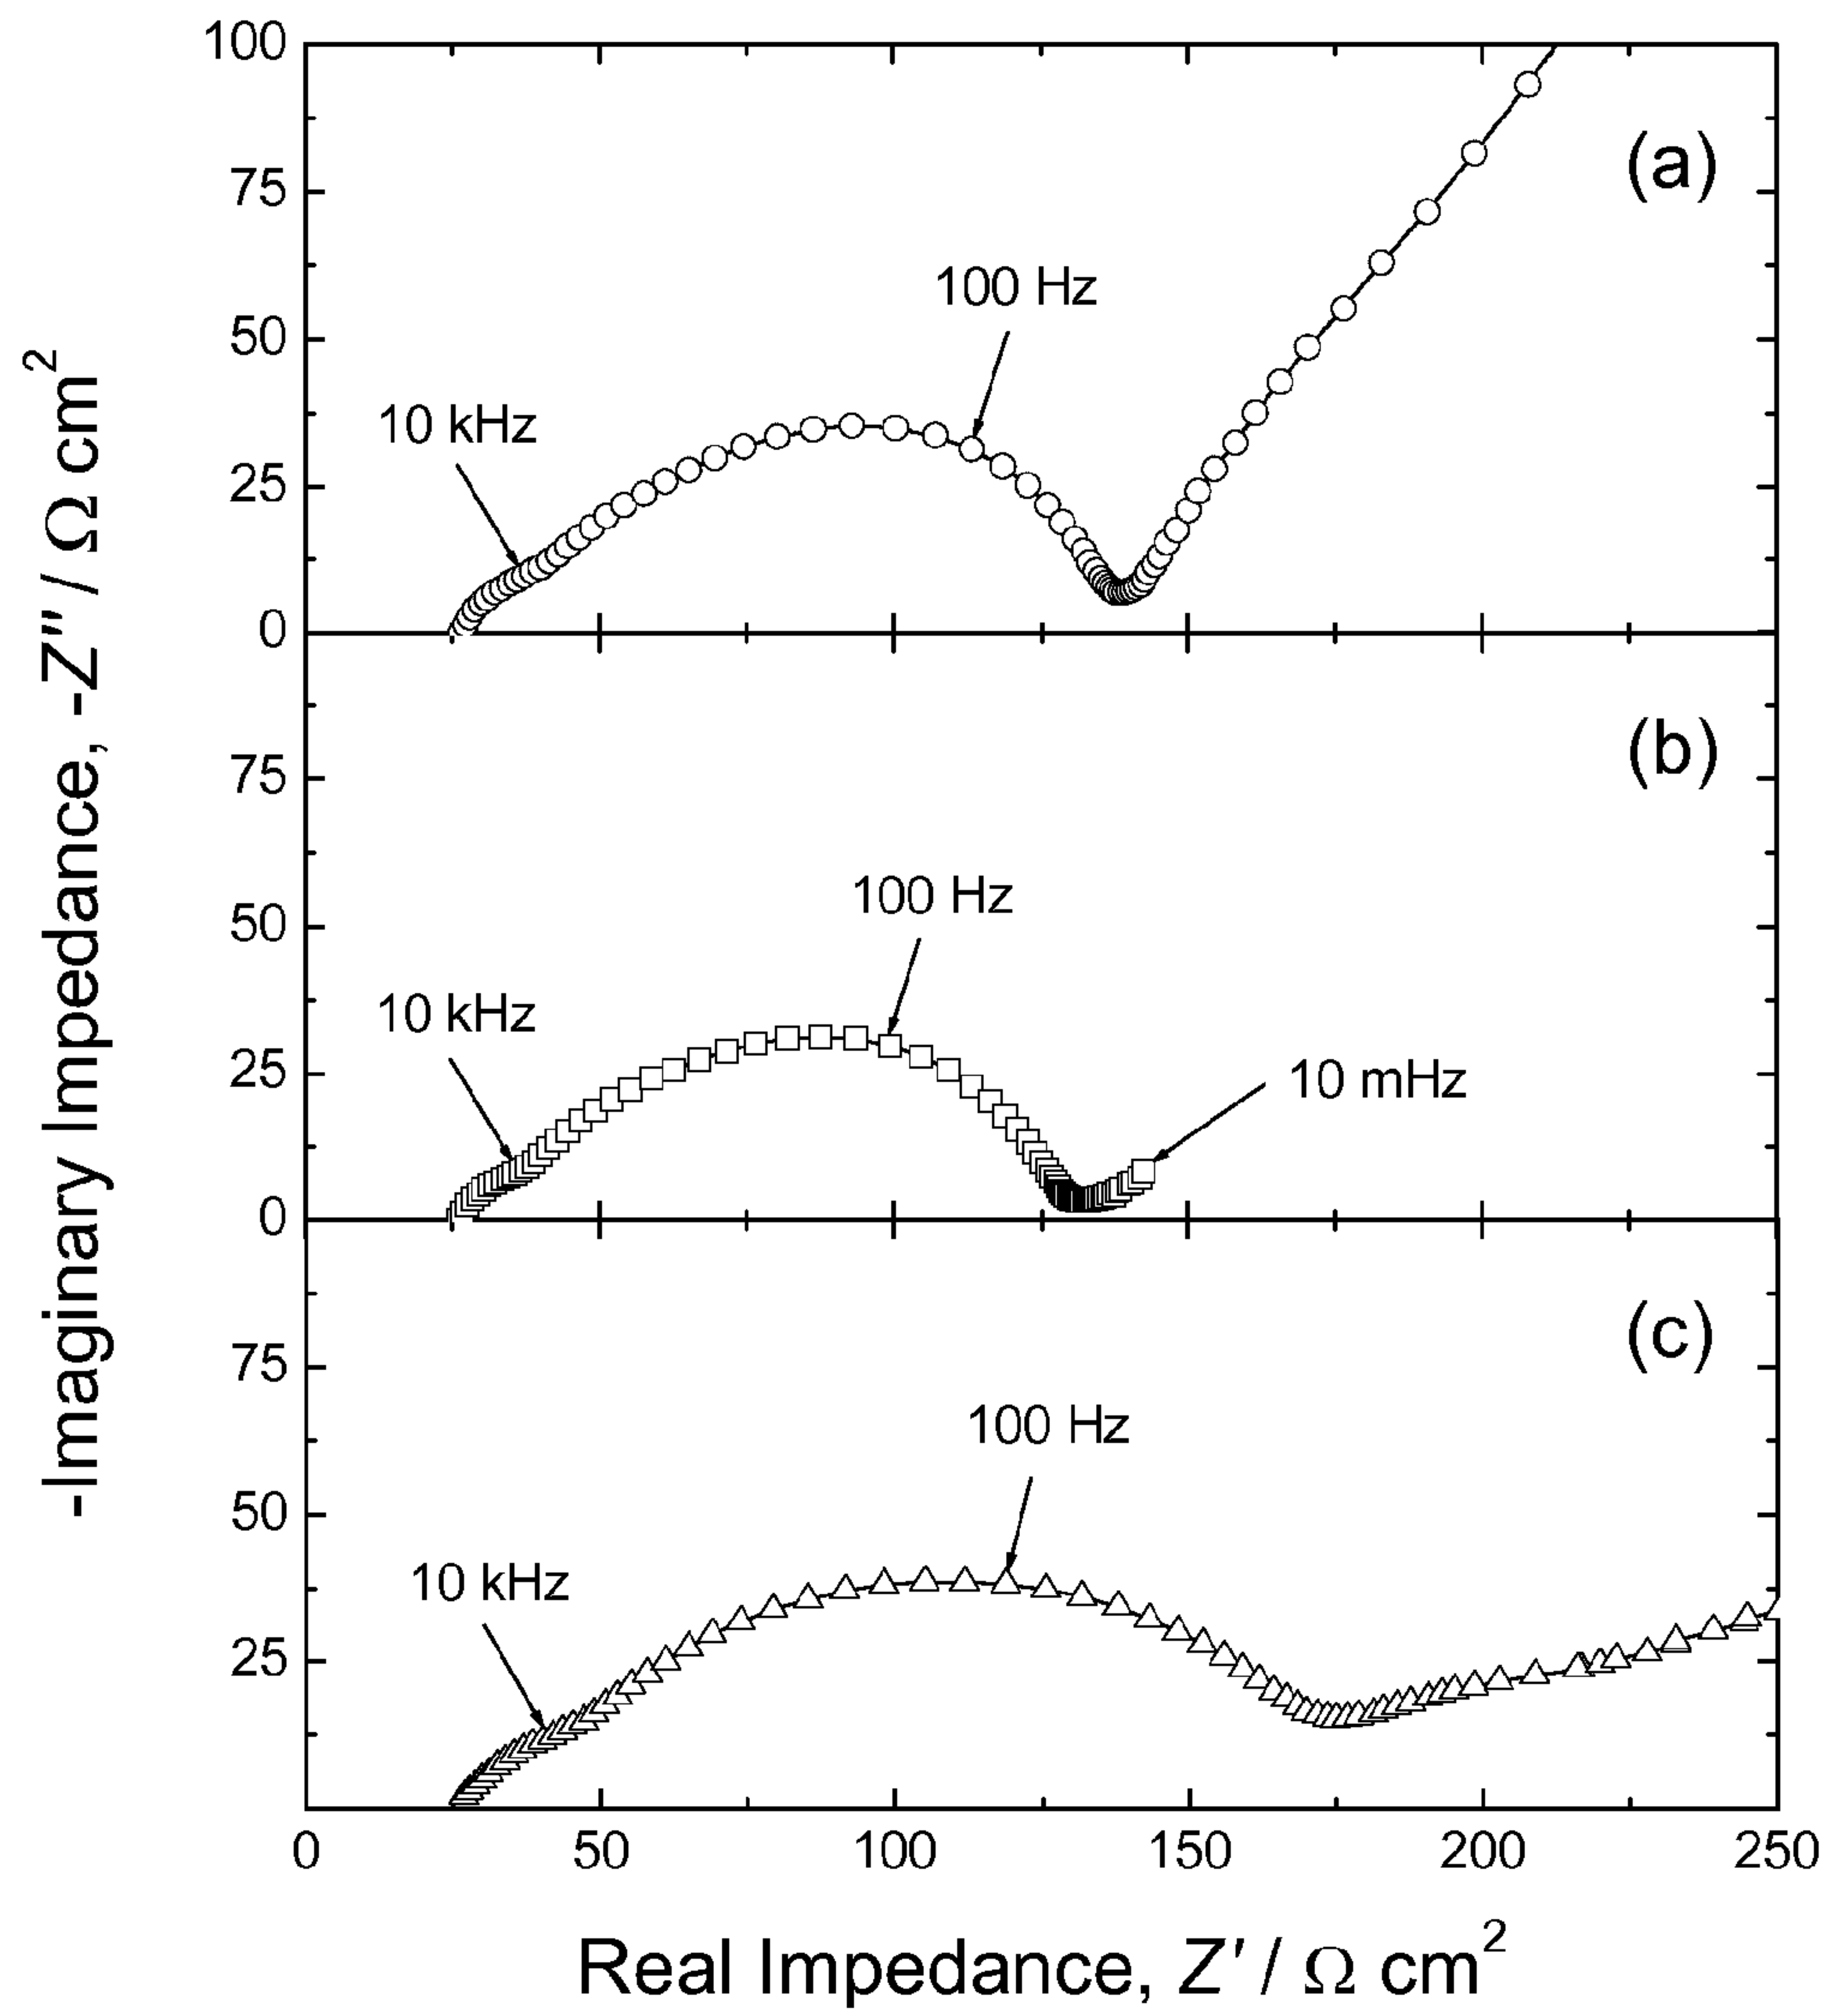 -Imaginary Impedance, -Z"/ Ω cm²
100
75
50
25
0
(a)
10 kHz
100 Hz
75
50
25
0
(b)
10 kHz
100 Hz
10 mHz
75
50
25
(c)
10 kHz
100 Hz
0 50 100 150 200 250
Real Impedance, Z'/ Ω cm²